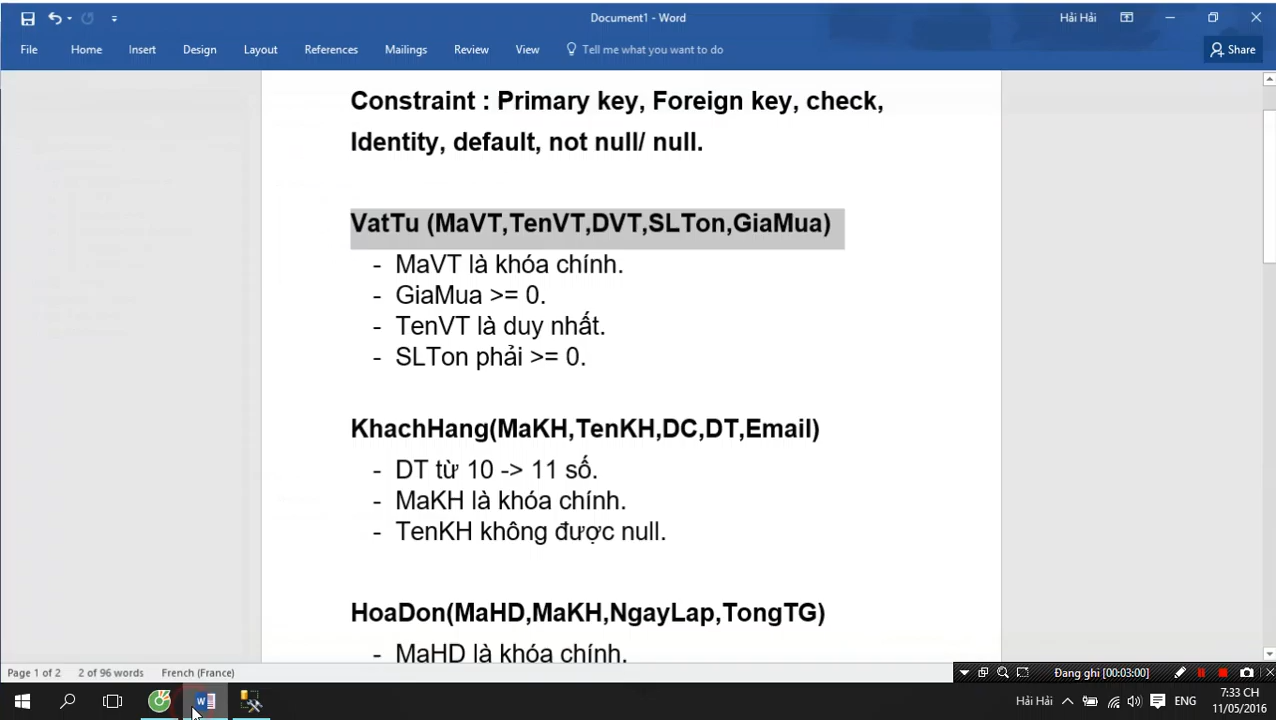 Document1 - Word
Hải Hải
File Home Insert Design Layout References Mailings Review View Tell me what you want to do Share
Constraint : Primary key, Foreign key, check,
Identity, default, not null/ null.
VatTu (MaVT,TenVT,DVT,SLTon,GiaMua)
- MaVT là khóa chính.
- GiaMua >= 0.
- TenVT là duy nhất.
- SLTon phải >= 0.
KhachHang(MaKH,TenKH,DC,DT,Email)
- DT từ 10 -> 11 số.
- MaKH là khóa chính.
- TenKH không được null.
HoaDon(MaHD,MaKH,NgayLap,TongTG)
- MaHD là khóa chính.
Page 1 of 2 2 of 96 words French (France)
Đang ghi [00:03:00]
Hải Hải ENG 7:33 CH
11/05/2016